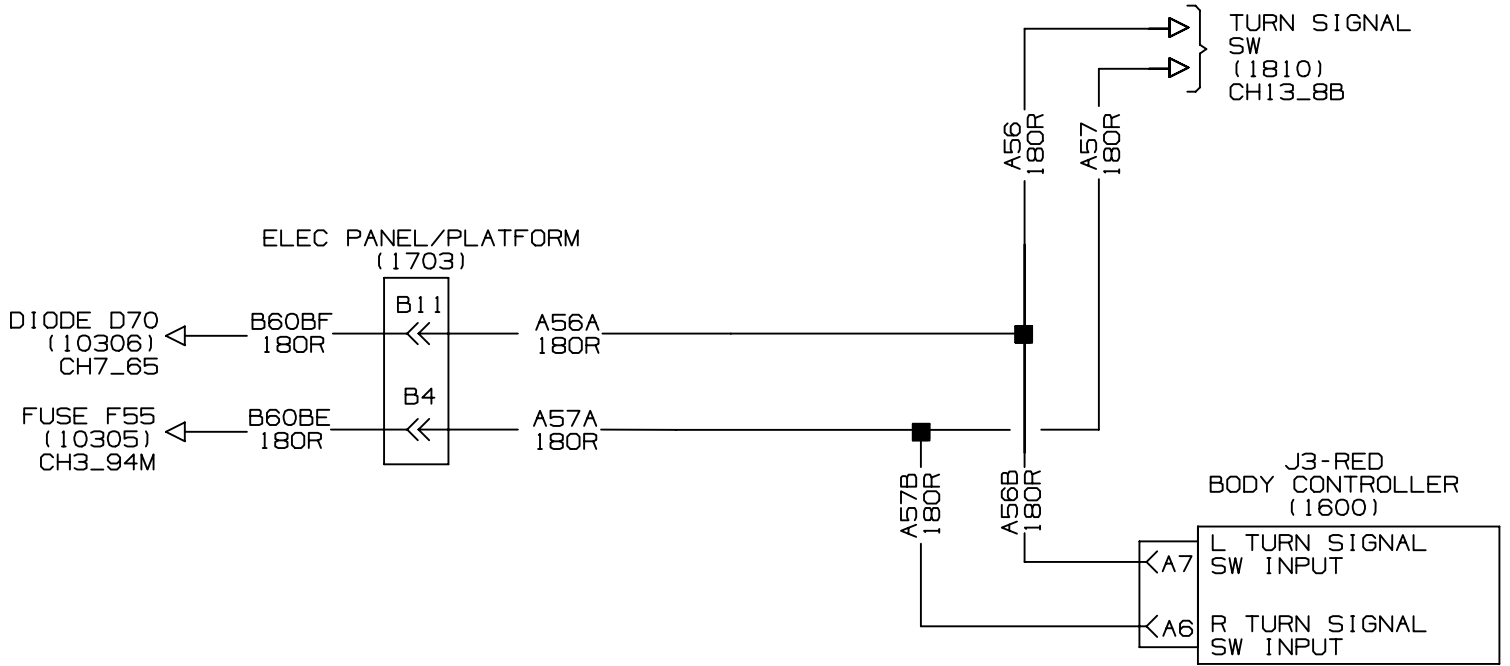 TURN SIGNAL
SW
(1810)
CH13_8B
A56
180R
A57
180R
ELEC PANEL/PLATFORM
(1703)
B11
DIODE D70
(10306)
CH7_65
B60BF
180R
A56A
180R
B4
FUSE F55
(10305)
CH3_94M
B60BE
180R
A57A
180R
A57B
180R
A56B
180R
J3-RED
BODY CONTROLLER
(1600)
A7
L TURN SIGNAL
SW INPUT
A6
R TURN SIGNAL
SW INPUT